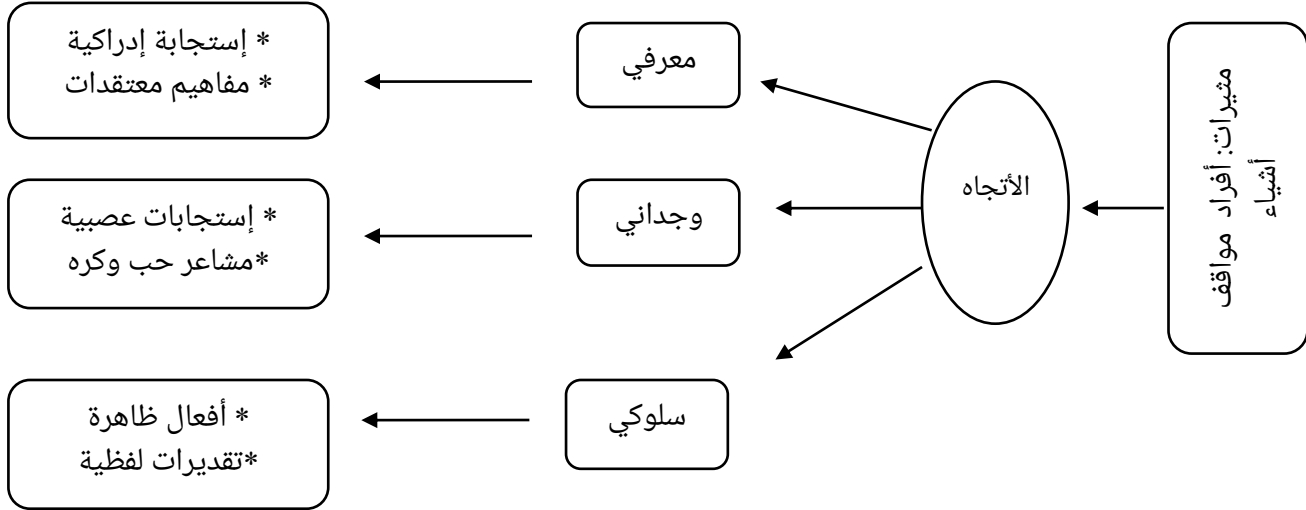 مثيرات: أفراد مواقف
أشياء
الأتجاه
معرفي
* إستجابة إدراكية
* مفاهيم معتقدات
وجداني
* إستجابات عصبية
*مشاعر حب وكره
سلوكي
* أفعال ظاهرة
*تقديرات لفظية